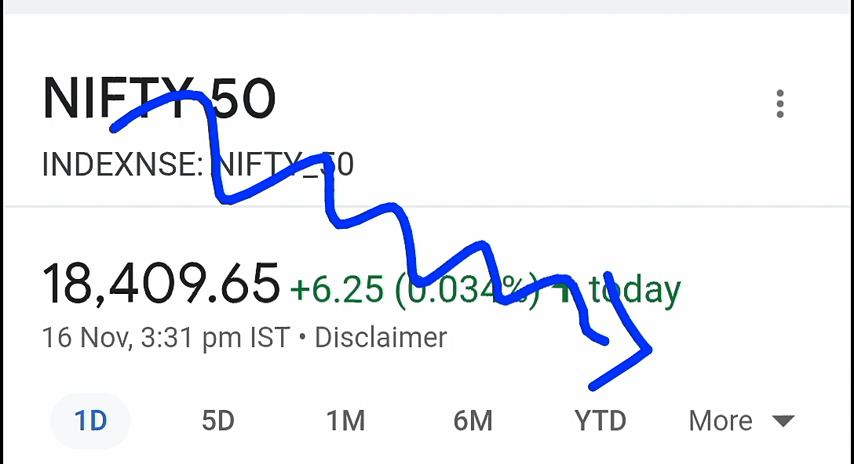 NIFTY 50
INDEXNSE: NIFTY_50
18,409.65 +6.25 (0.034%) ↑ today
16 Nov, 3:31 pm IST • Disclaimer
1D 5D 1M 6M YTD More